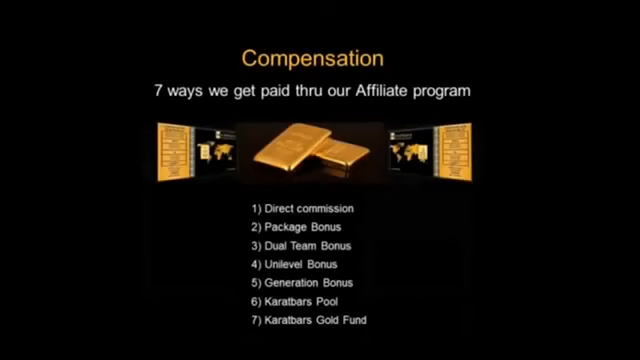 Compensation
7 ways we get paid thru our Affiliate program
1) Direct commission
2) Package Bonus
3) Dual Team Bonus
4) Unilevel Bonus
5) Generation Bonus
6) Karatbars Pool
7) Karatbars Gold Fund